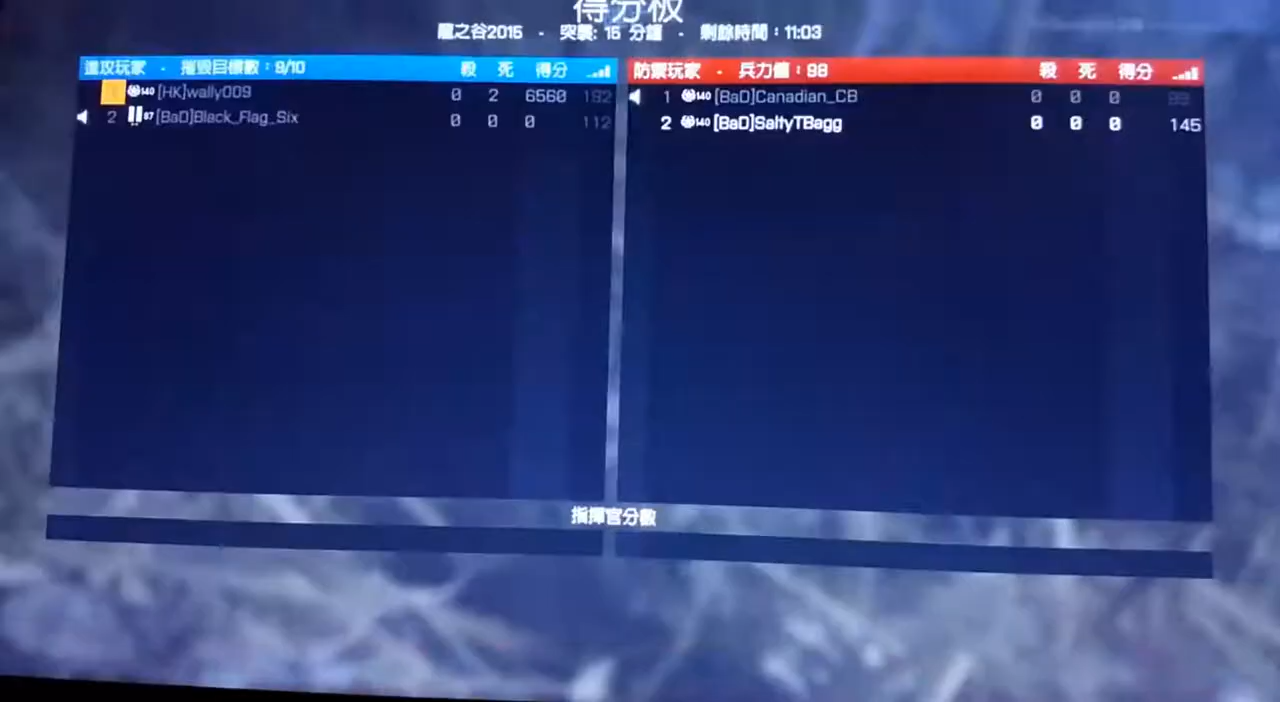 得分板
龍之谷2015 - 突襲: 15 分鐘 - 剩餘時間：11:03
進攻玩家 - 摧毀目標數：9/10 殺 死 得分
140 [HK]wally009 0 2 6560 192
2 87 [BaD]Black_Flag_Six 0 0 0 112
防禦玩家 - 兵力值：98 殺 死 得分
1 140 [BaD]Canadian_CB 0 0 0
2 140 [BaD]SaltyTBagg 0 0 0 145
指揮官分數